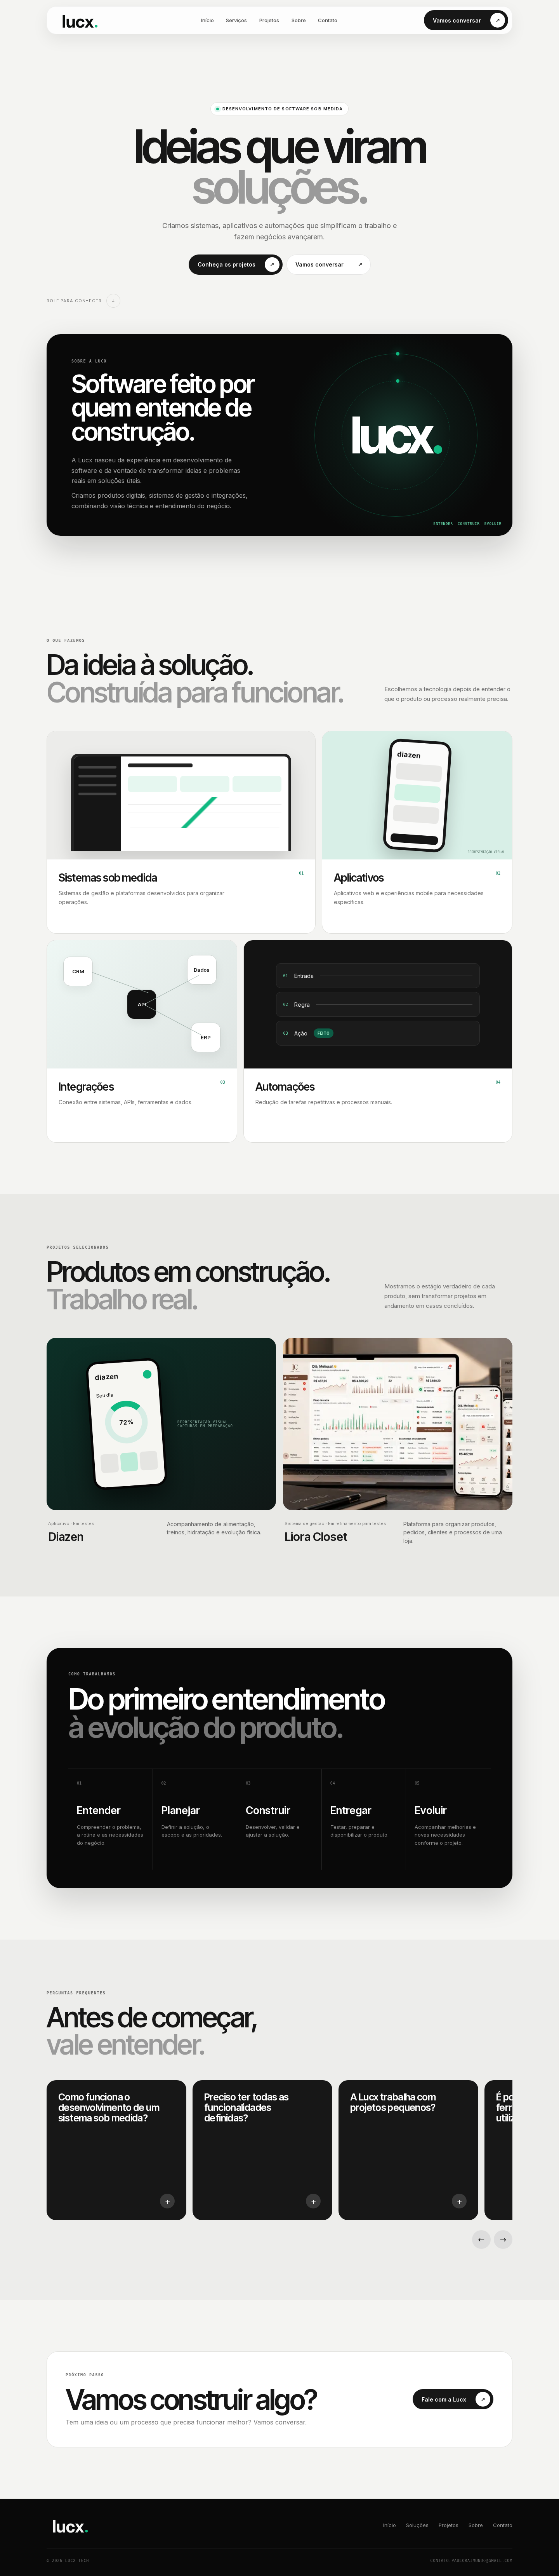 lucx.
Início Serviços Projetos Sobre Contato
Vamos conversar
DESENVOLVIMENTO DE SOFTWARE SOB MEDIDA
Ideias que viram
soluções.
Criamos sistemas, aplicativos e automações que simplificam o trabalho e
fazem negócios avançarem.
Conheça os projetos
Vamos conversar
ROLE PARA CONHECER
SOBRE A LUCX
Software feito por
quem entende de
construção.
A Lucx nasceu da experiência em desenvolvimento de
software e da vontade de transformar ideias e problemas
reais em soluções úteis.
Criamos produtos digitais, sistemas de gestão e integrações,
combinando visão técnica e entendimento do negócio.
lucx.
ENTENDER CONSTRUIR EVOLUIR
O QUE FAZEMOS
Da ideia à solução.
Construída para funcionar.
Escolhemos a tecnologia depois de entender o
que o produto ou processo realmente precisa.
Sistemas sob medida
01
Sistemas de gestão e plataformas desenvolvidos para organizar
operações.
diazen
REPRESENTAÇÃO VISUAL
Aplicativos
02
Aplicativos web e experiências mobile para necessidades
específicas.
CRM
Dados
API
ERP
Integrações
03
Conexão entre sistemas, APIs, ferramentas e dados.
01 Entrada
02 Regra
03 Ação FEITO
Automações
04
Redução de tarefas repetitivas e processos manuais.
PROJETOS SELECIONADOS
Produtos em construção.
Trabalho real.
Mostramos o estágio verdadeiro de cada
produto, sem transformar projetos em
andamento em cases concluídos.
diazen
Seu dia
72%
REPRESENTAÇÃO VISUAL
CAPTURAS EM PREPARAÇÃO
Olá, Melissa!
Aplicativo · Em testes
Diazen
Acompanhamento de alimentação,
treinos, hidratação e evolução física.
Sistema de gestão · Em refinamento para testes
Liora Closet
Plataforma para organizar produtos,
pedidos, clientes e processos de uma
loja.
COMO TRABALHAMOS
Do primeiro entendimento
à evolução do produto.
01
Entender
Compreender o problema,
a rotina e as necessidades
do negócio.
02
Planejar
Definir a solução, o
escopo e as prioridades.
03
Construir
Desenvolver, validar e
ajustar a solução.
04
Entregar
Testar, preparar e
disponibilizar o produto.
05
Evoluir
Acompanhar melhorias e
novas necessidades
conforme o projeto.
PERGUNTAS FREQUENTES
Antes de começar,
vale entender.
Como funciona o
desenvolvimento de um
sistema sob medida?
Preciso ter todas as
funcionalidades
definidas?
A Lucx trabalha com
projetos pequenos?
PRÓXIMO PASSO
Vamos construir algo?
Tem uma ideia ou um processo que precisa funcionar melhor? Vamos conversar.
Fale com a Lucx
lucx.
Início Soluções Projetos Sobre Contato
© 2026 LUCX TECH